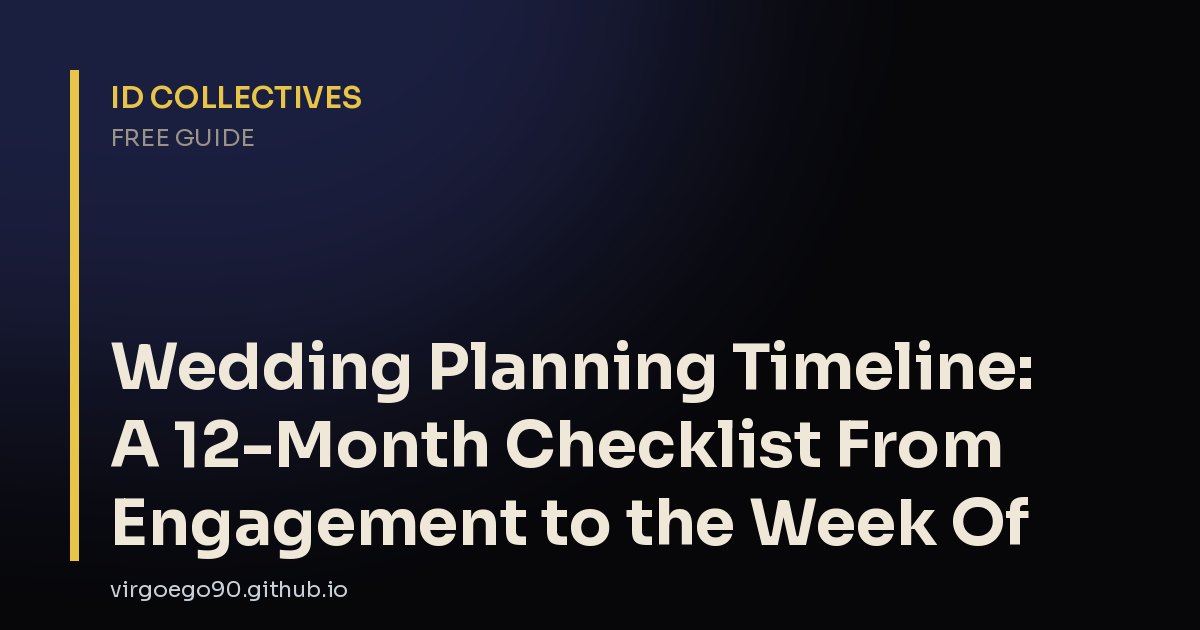 ID COLLECTIVES
FREE GUIDE
Wedding Planning Timeline:
A 12-Month Checklist From
Engagement to the Week Of
virgoego90.github.io